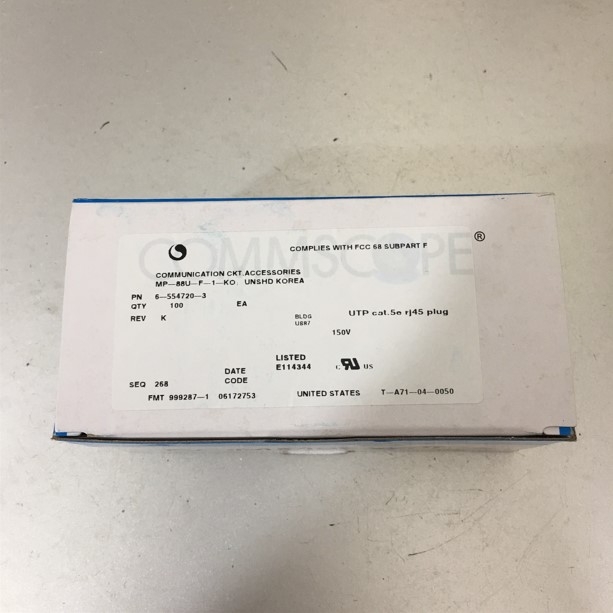 COMMSCOPE®
COMPLIES WITH FCC 68 SUBPART F
COMMUNICATION CKT.ACCESSORIES
MP-88U-F-1-KO. UNSHD KOREA
PN 6-554720-3
QTY 100 EA
REV K
BLDG
U887
UTP cat.5e rj45 plug
150V
LISTED
E114344
c RU US
SEQ 268
DATE
CODE
FMT 999287-1 06172753
UNITED STATES T-A71-04-0050